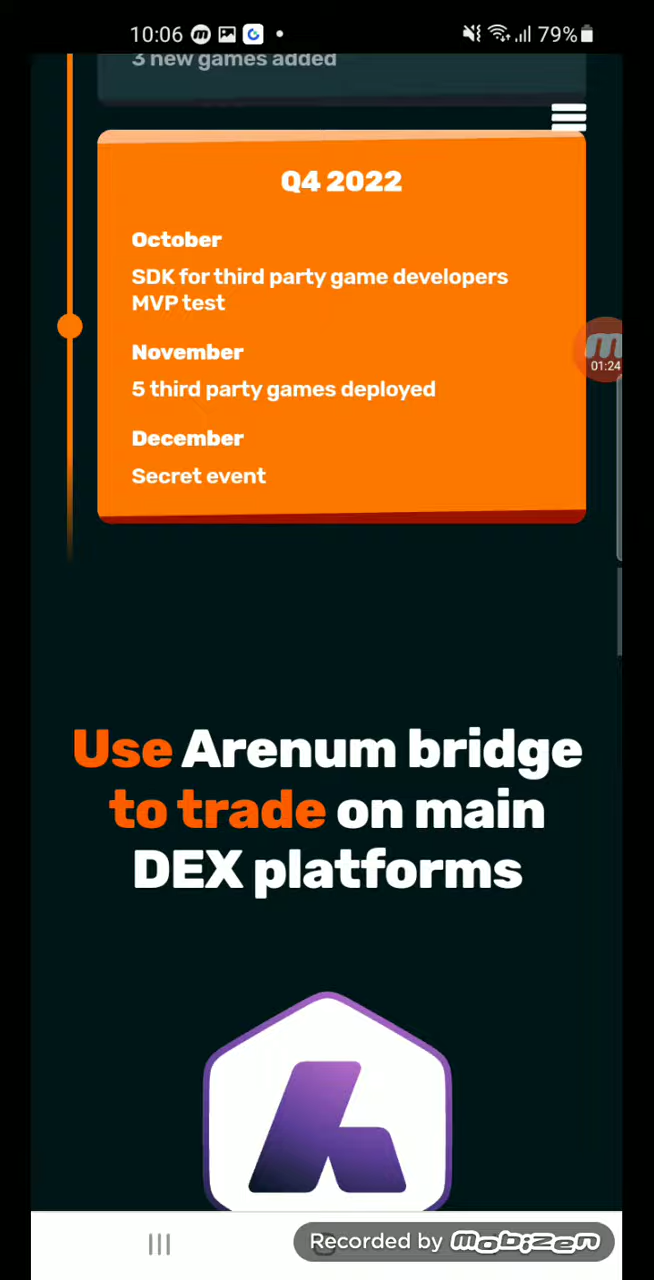 10:06
79%
3 new games added
Q4 2022
October
SDK for third party game developers
MVP test
01:24
November
5 third party games deployed
December
Secret event
Use Arenum bridge
to trade on main
DEX platforms
Recorded by mobizen